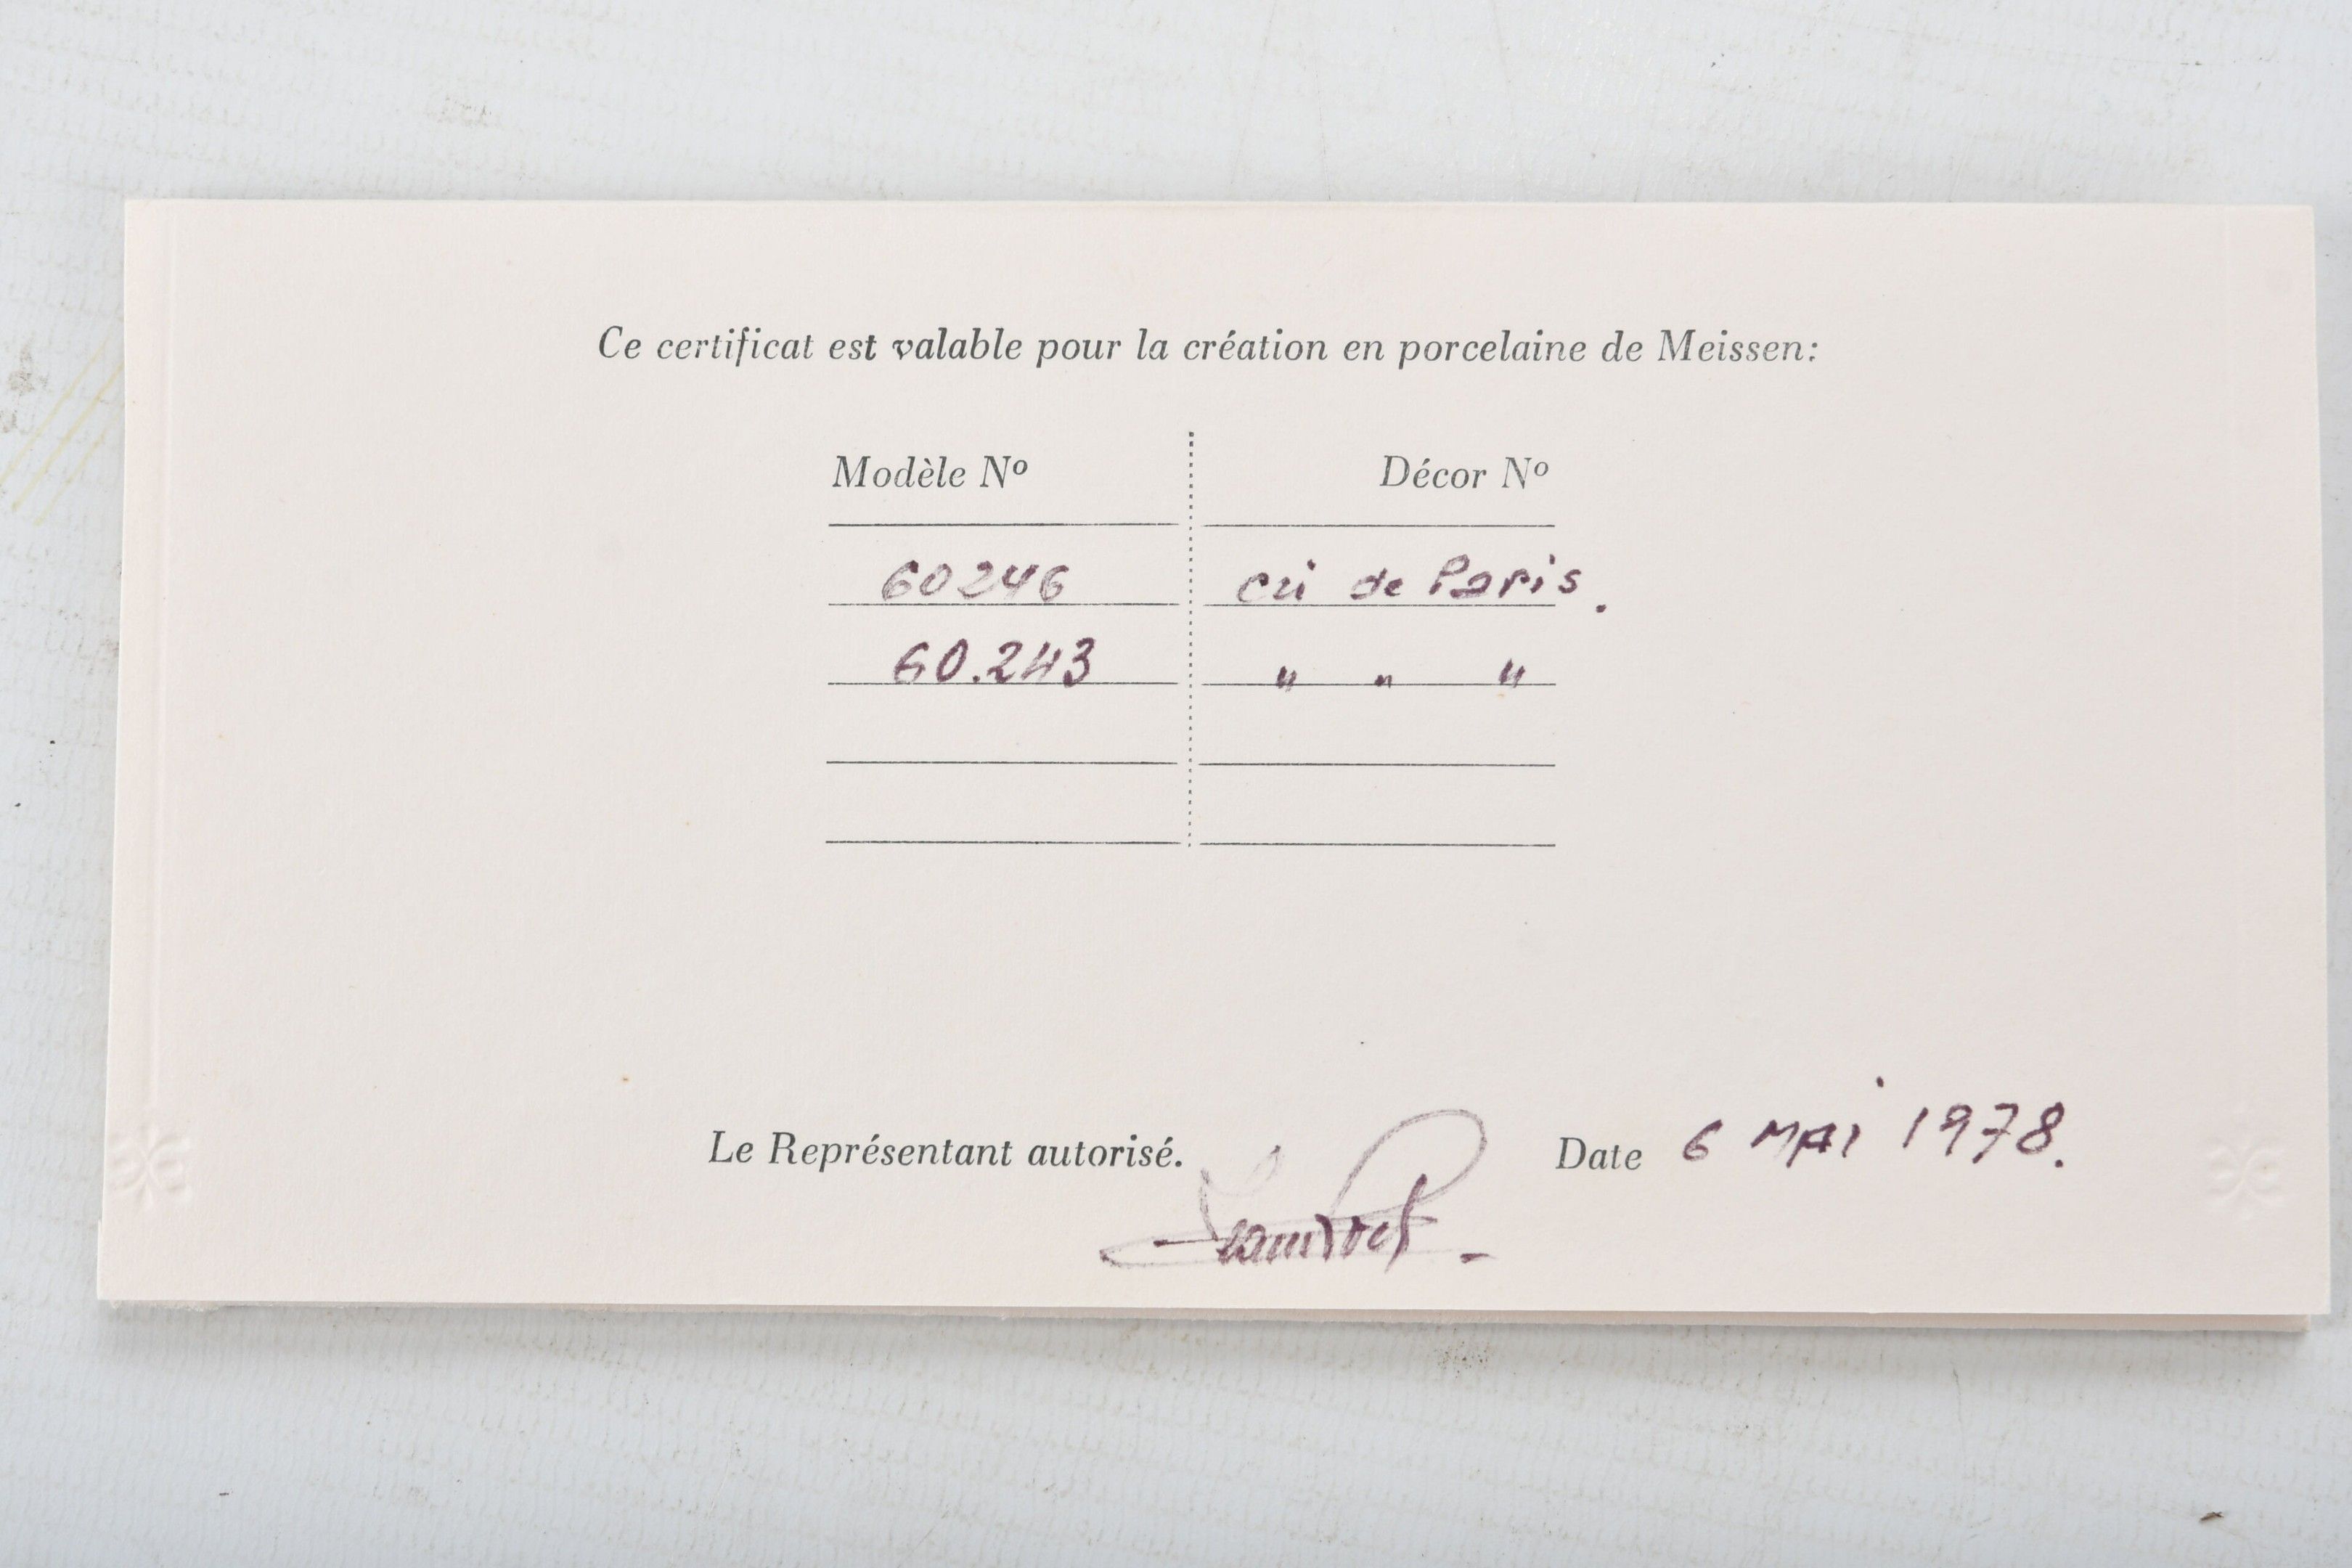 Ce certificat est valable pour la création en porcelaine de Meissen:
Modèle Nº Décor Nº
60246 cri de Paris.
60.243 " " "
Le Représentant autorisé. Date 6 MAI 1978.